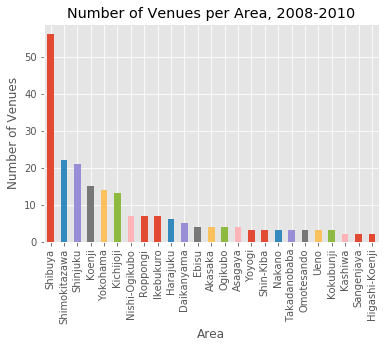 Number of Venues per Area, 2008-2010
Number of Venues
50
40
30
20
10
0
Shibuya
Shimokitazawa
Shinjuku
Koenji
Yokohama
Kichijoji
Nishi-Ogikubo
Roppongi
Ikebukuro
Harajuku
Daikanyama
Ebisu
Akasaka
Ogikubo
Asagaya
Yoyogi
Shin-Kiba
Nakano
Takadanobaba
Omotesando
Ueno
Kokubunji
Kashiwa
Sangenjaya
Higashi-Koenji
Area